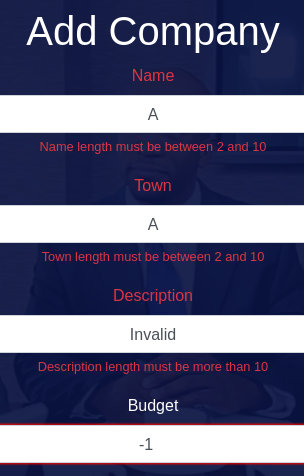 Add Company
Name
A
Name length must be between 2 and 10
Town
A
Town length must be between 2 and 10
Description
Invalid
Description length must be more than 10
Budget
-1